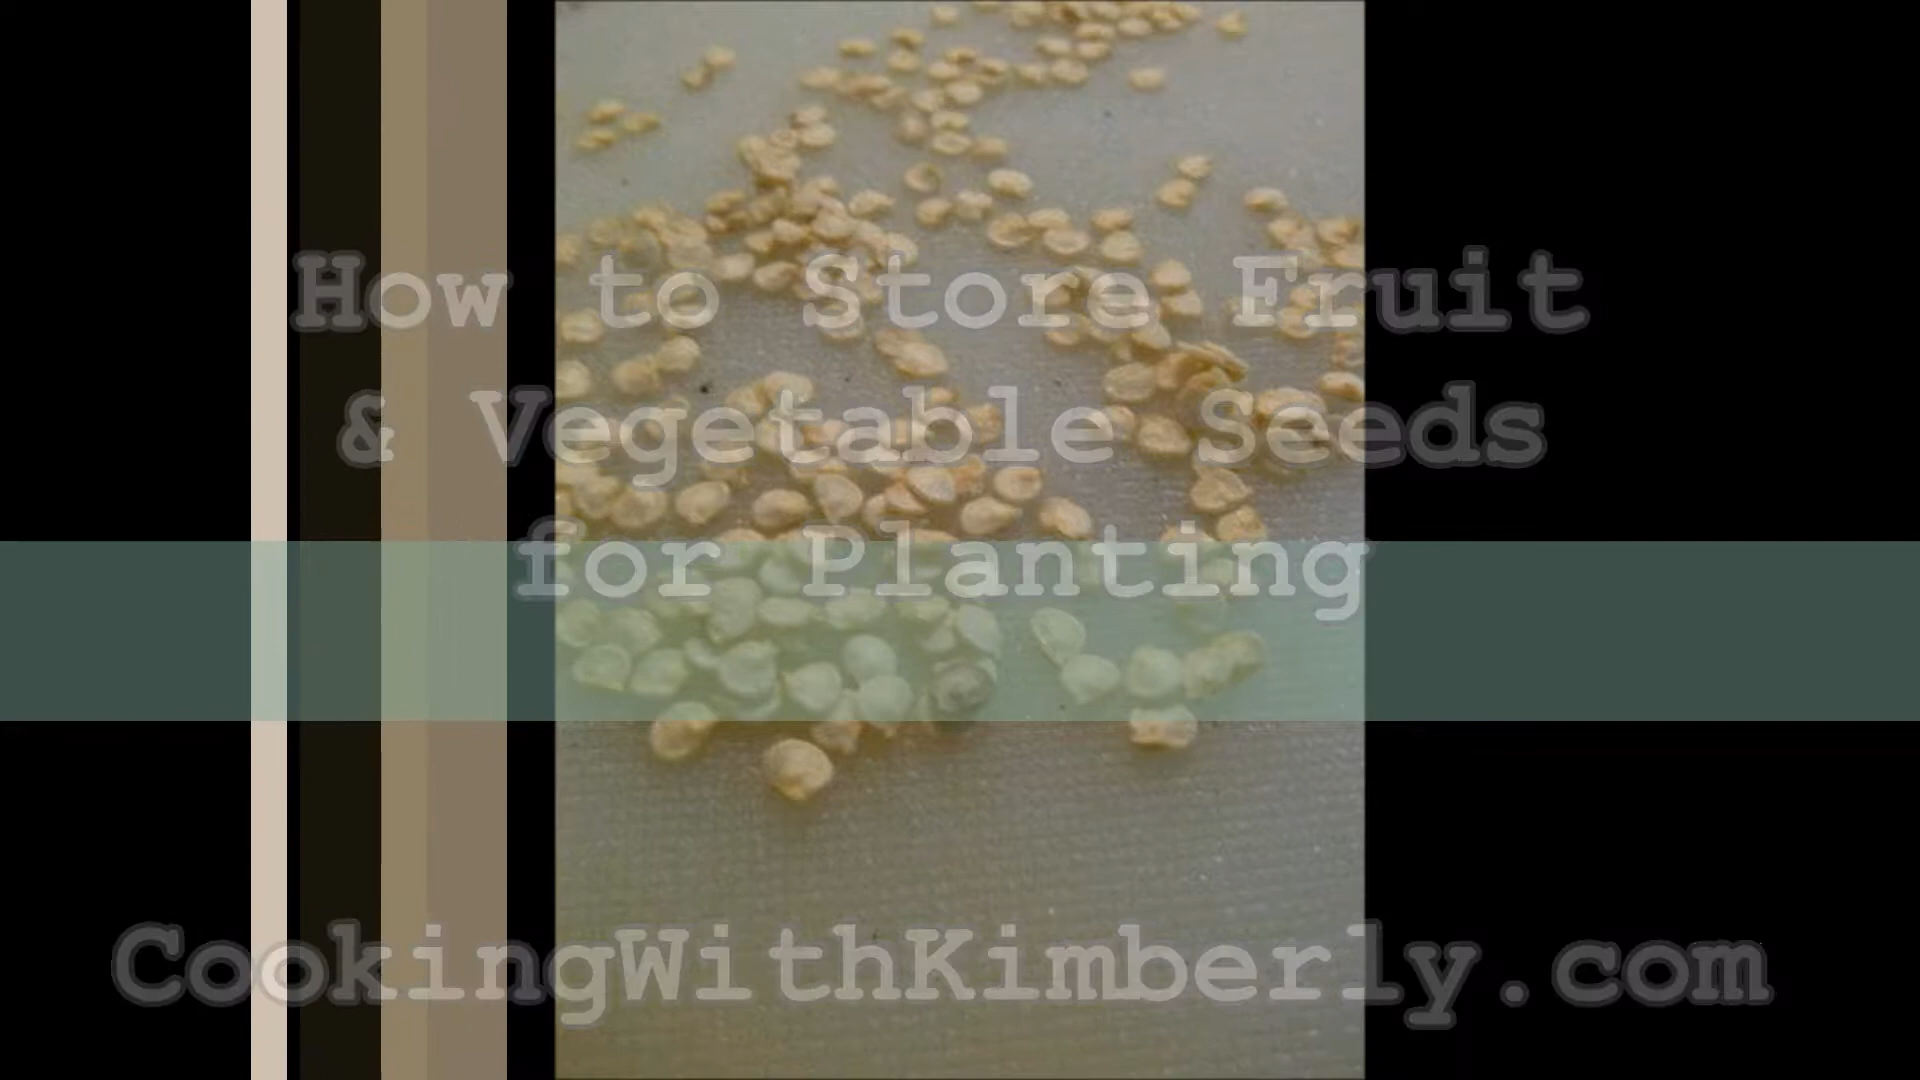 How to Store Fruit
& Vegetable Seeds
for Planting
CookingWithKimberly.com